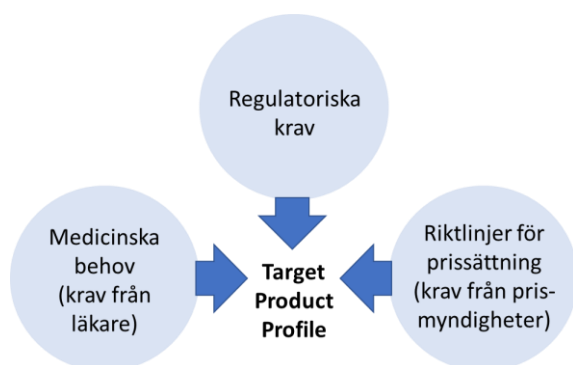 Regulatoriska
krav
Medicinska
behov
(krav från
läkare)
Target
Product
Profile
Riktlinjer för
prissättning
(krav från pris-
myndigheter)